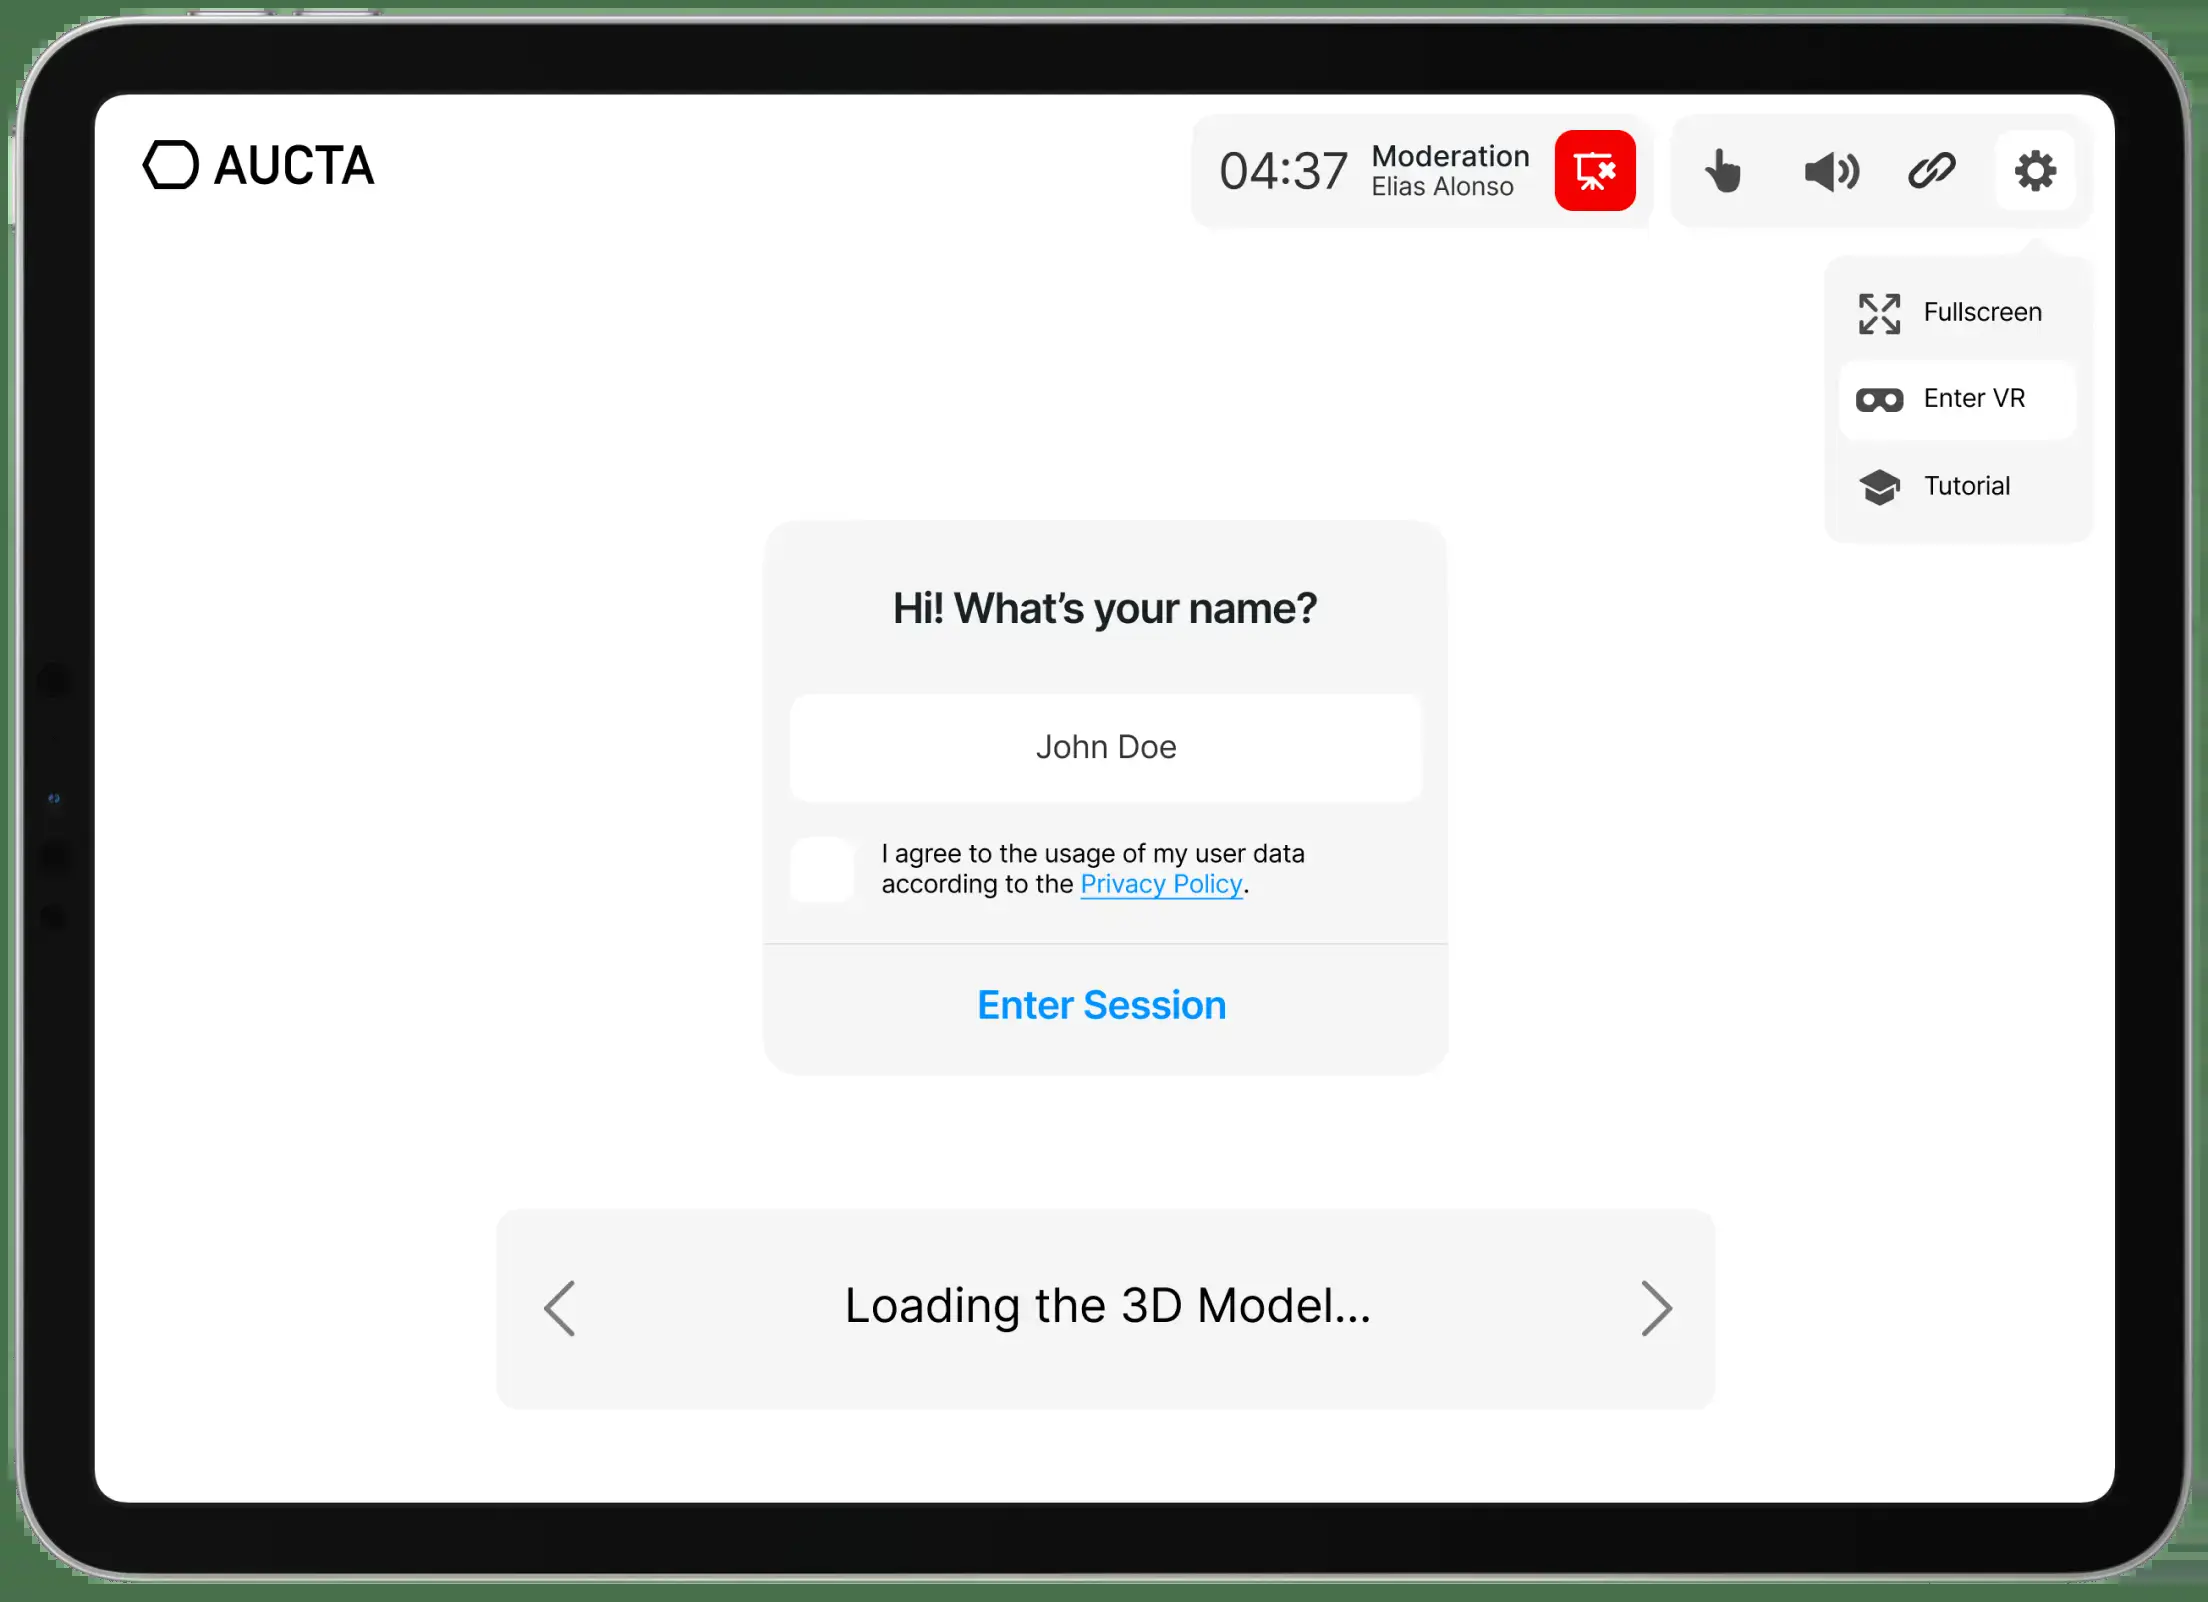 AUCTA
04:37
Moderation
Elias Alonso
Fullscreen
Enter VR
Tutorial
Hi! What’s your name?
John Doe
I agree to the usage of my user data
according to the Privacy Policy.
Enter Session
Loading the 3D Model...